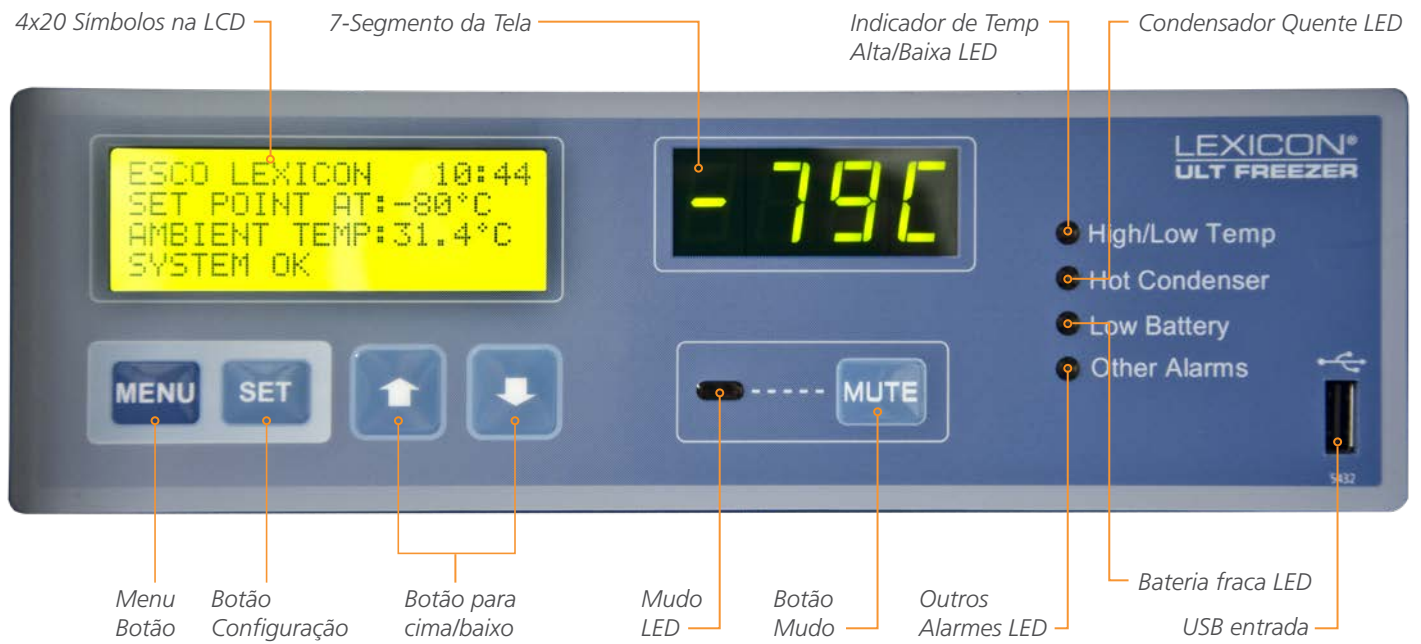 4x20 Símbolos na LCD
7-Segmento da Tela
Indicador de Temp
Alta/Baixa LED
Condensador Quente LED
ESCO LEXICON 10:44
SET POINT AT:-80°C
AMBIENT TEMP:31.4°C
SYSTEM OK
-79C
LEXICON®
ULT FREEZER
High/Low Temp
Hot Condenser
Low Battery
Other Alarms
MENU
SET
MUTE
5432
Menu
Botão
Botão
Configuração
Botão para
cima/baixo
Mudo
LED
Botão
Mudo
Outros
Alarmes LED
Bateria fraca LED
USB entrada